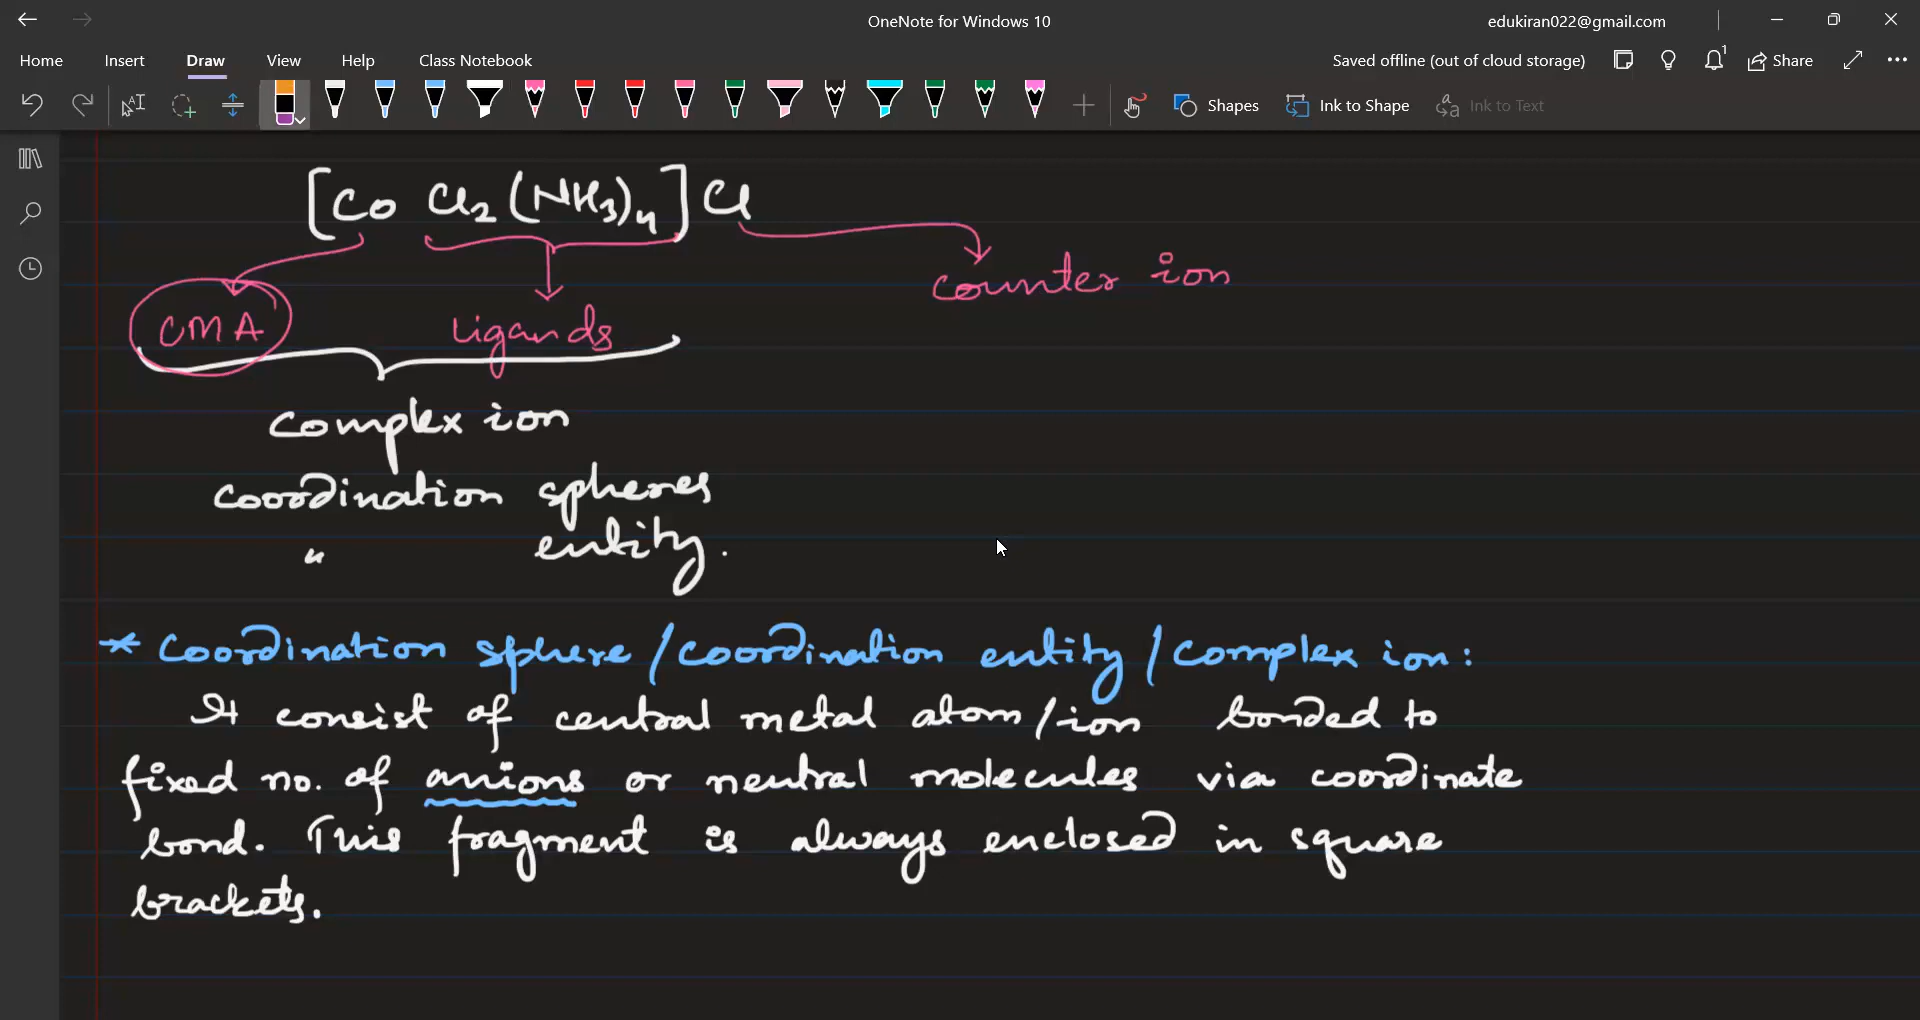 OneNote for Windows 10
edukiran022@gmail.com
Home Insert Draw View Help Class Notebook
Saved offline (out of cloud storage) 1 Share
Shapes Ink to Shape Ink to Text
[Co Cl₂ (NH₃)₄] Cl
counter ion
CMA Ligands
complex ion
coordination spheres
" entity.
* Coordination sphere / coordination entity / complex ion :
It consist of central metal atom/ion bonded to
fixed no. of anions or neutral molecules via coordinate
bond. This fragment is always enclosed in square
brackets.